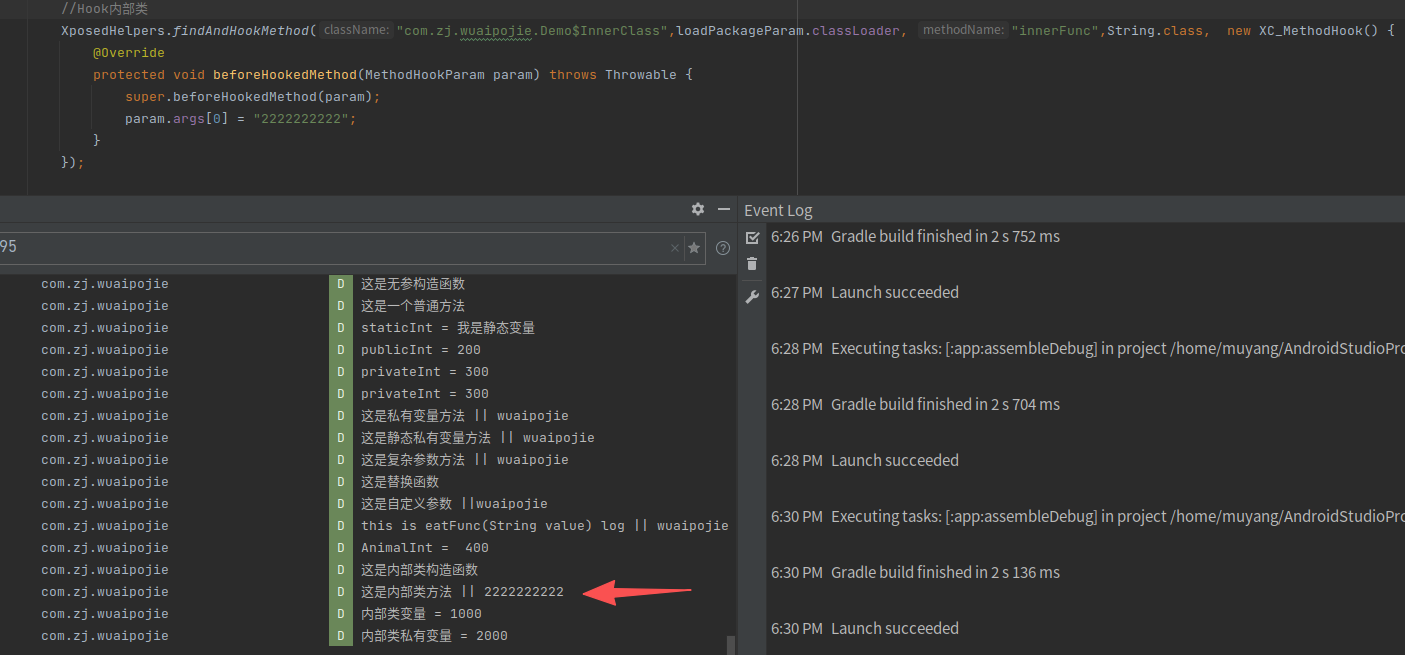 //Hook内部类
XposedHelpers.findAndHookMethod( className: "com.zj.wuaipojie.Demo$InnerClass",loadPackageParam.classLoader, methodName: "innerFunc",String.class, new XC_MethodHook() {
@Override
protected void beforeHookedMethod(MethodHookParam param) throws Throwable {
super.beforeHookedMethod(param);
param.args[0] = "2222222222";
}
});
Event Log
95
6:26 PM Gradle build finished in 2 s 752 ms
com.zj.wuaipojie D 这是无参构造函数
com.zj.wuaipojie D 这是一个普通方法
6:27 PM Launch succeeded
com.zj.wuaipojie D staticInt = 我是静态变量
com.zj.wuaipojie D publicInt = 200
6:28 PM Executing tasks: [:app:assembleDebug] in project /home/muyang/AndroidStudioPro
com.zj.wuaipojie D privateInt = 300
com.zj.wuaipojie D privateInt = 300
6:28 PM Gradle build finished in 2 s 704 ms
com.zj.wuaipojie D 这是私有变量方法 || wuaipojie
com.zj.wuaipojie D 这是静态私有变量方法 || wuaipojie
com.zj.wuaipojie D 这是复杂参数方法 || wuaipojie
6:28 PM Launch succeeded
com.zj.wuaipojie D 这是替换函数
com.zj.wuaipojie D 这是自定义参数 ||wuaipojie
6:30 PM Executing tasks: [:app:assembleDebug] in project /home/muyang/AndroidStudioPro
com.zj.wuaipojie D this is eatFunc(String value) log || wuaipojie
com.zj.wuaipojie D AnimalInt =  400
com.zj.wuaipojie D 这是内部类构造函数
6:30 PM Gradle build finished in 2 s 136 ms
com.zj.wuaipojie D 这是内部类方法 || 2222222222
com.zj.wuaipojie D 内部类变量 = 1000
6:30 PM Launch succeeded
com.zj.wuaipojie D 内部类私有变量 = 2000